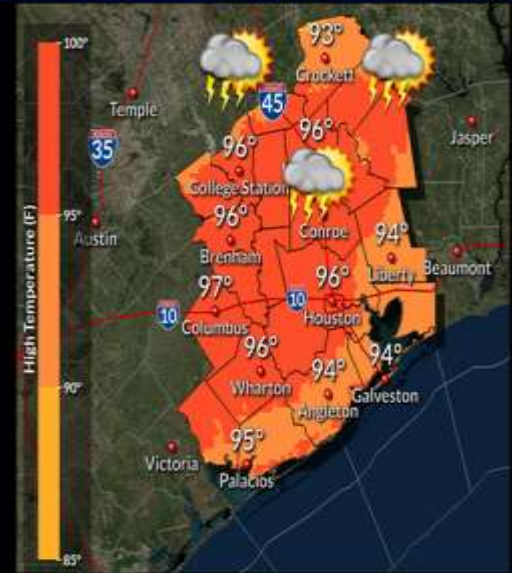 High Temperature (F)
100°
95°
90°
85°
93°
Crockett
Temple
45
Jasper
35
96°
96°
College Station
Austin
96°
Conroe
94°
Brenham
Liberty
Beaumont
97°
96°
10
10
Columbus
Houston
96°
94°
94°
Wharton
Galveston
Angleton
95°
Victoria
Palacios